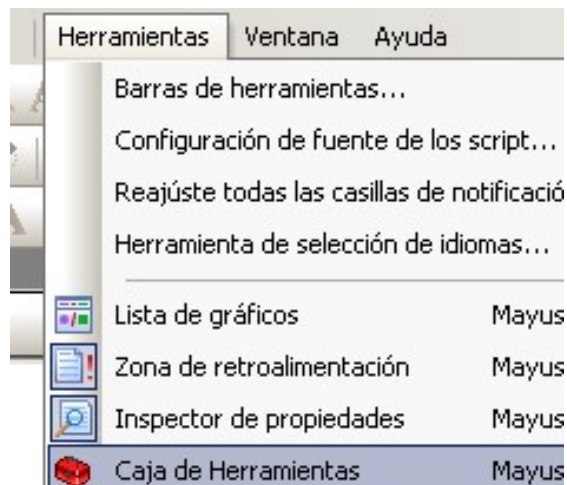 Herramientas Ventana Ayuda
Barras de herramientas...
Configuración de fuente de los script...
Reajúste todas las casillas de notificació
Herramienta de selección de idiomas...
Lista de gráficos Mayus
Zona de retroalimentación Mayus
Inspector de propiedades Mayus
Caja de Herramientas Mayus